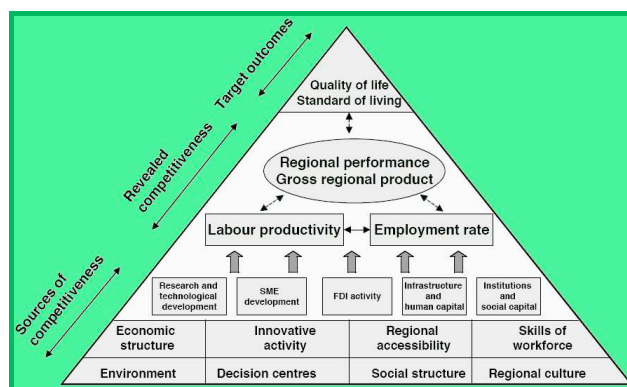 Target outcomes
Revealed
competitiveness
Sources of
competitiveness
Quality of life
Standard of living
Regional performance
Gross regional product
Labour productivity
Employment rate
Research and
technological
development
SME
development
FDI activity
Infrastructure
and
human capital
Institutions
and
social capital
Economic
structure
Innovative
activity
Regional
accessibility
Skills of
workforce
Environment
Decision centres
Social structure
Regional culture